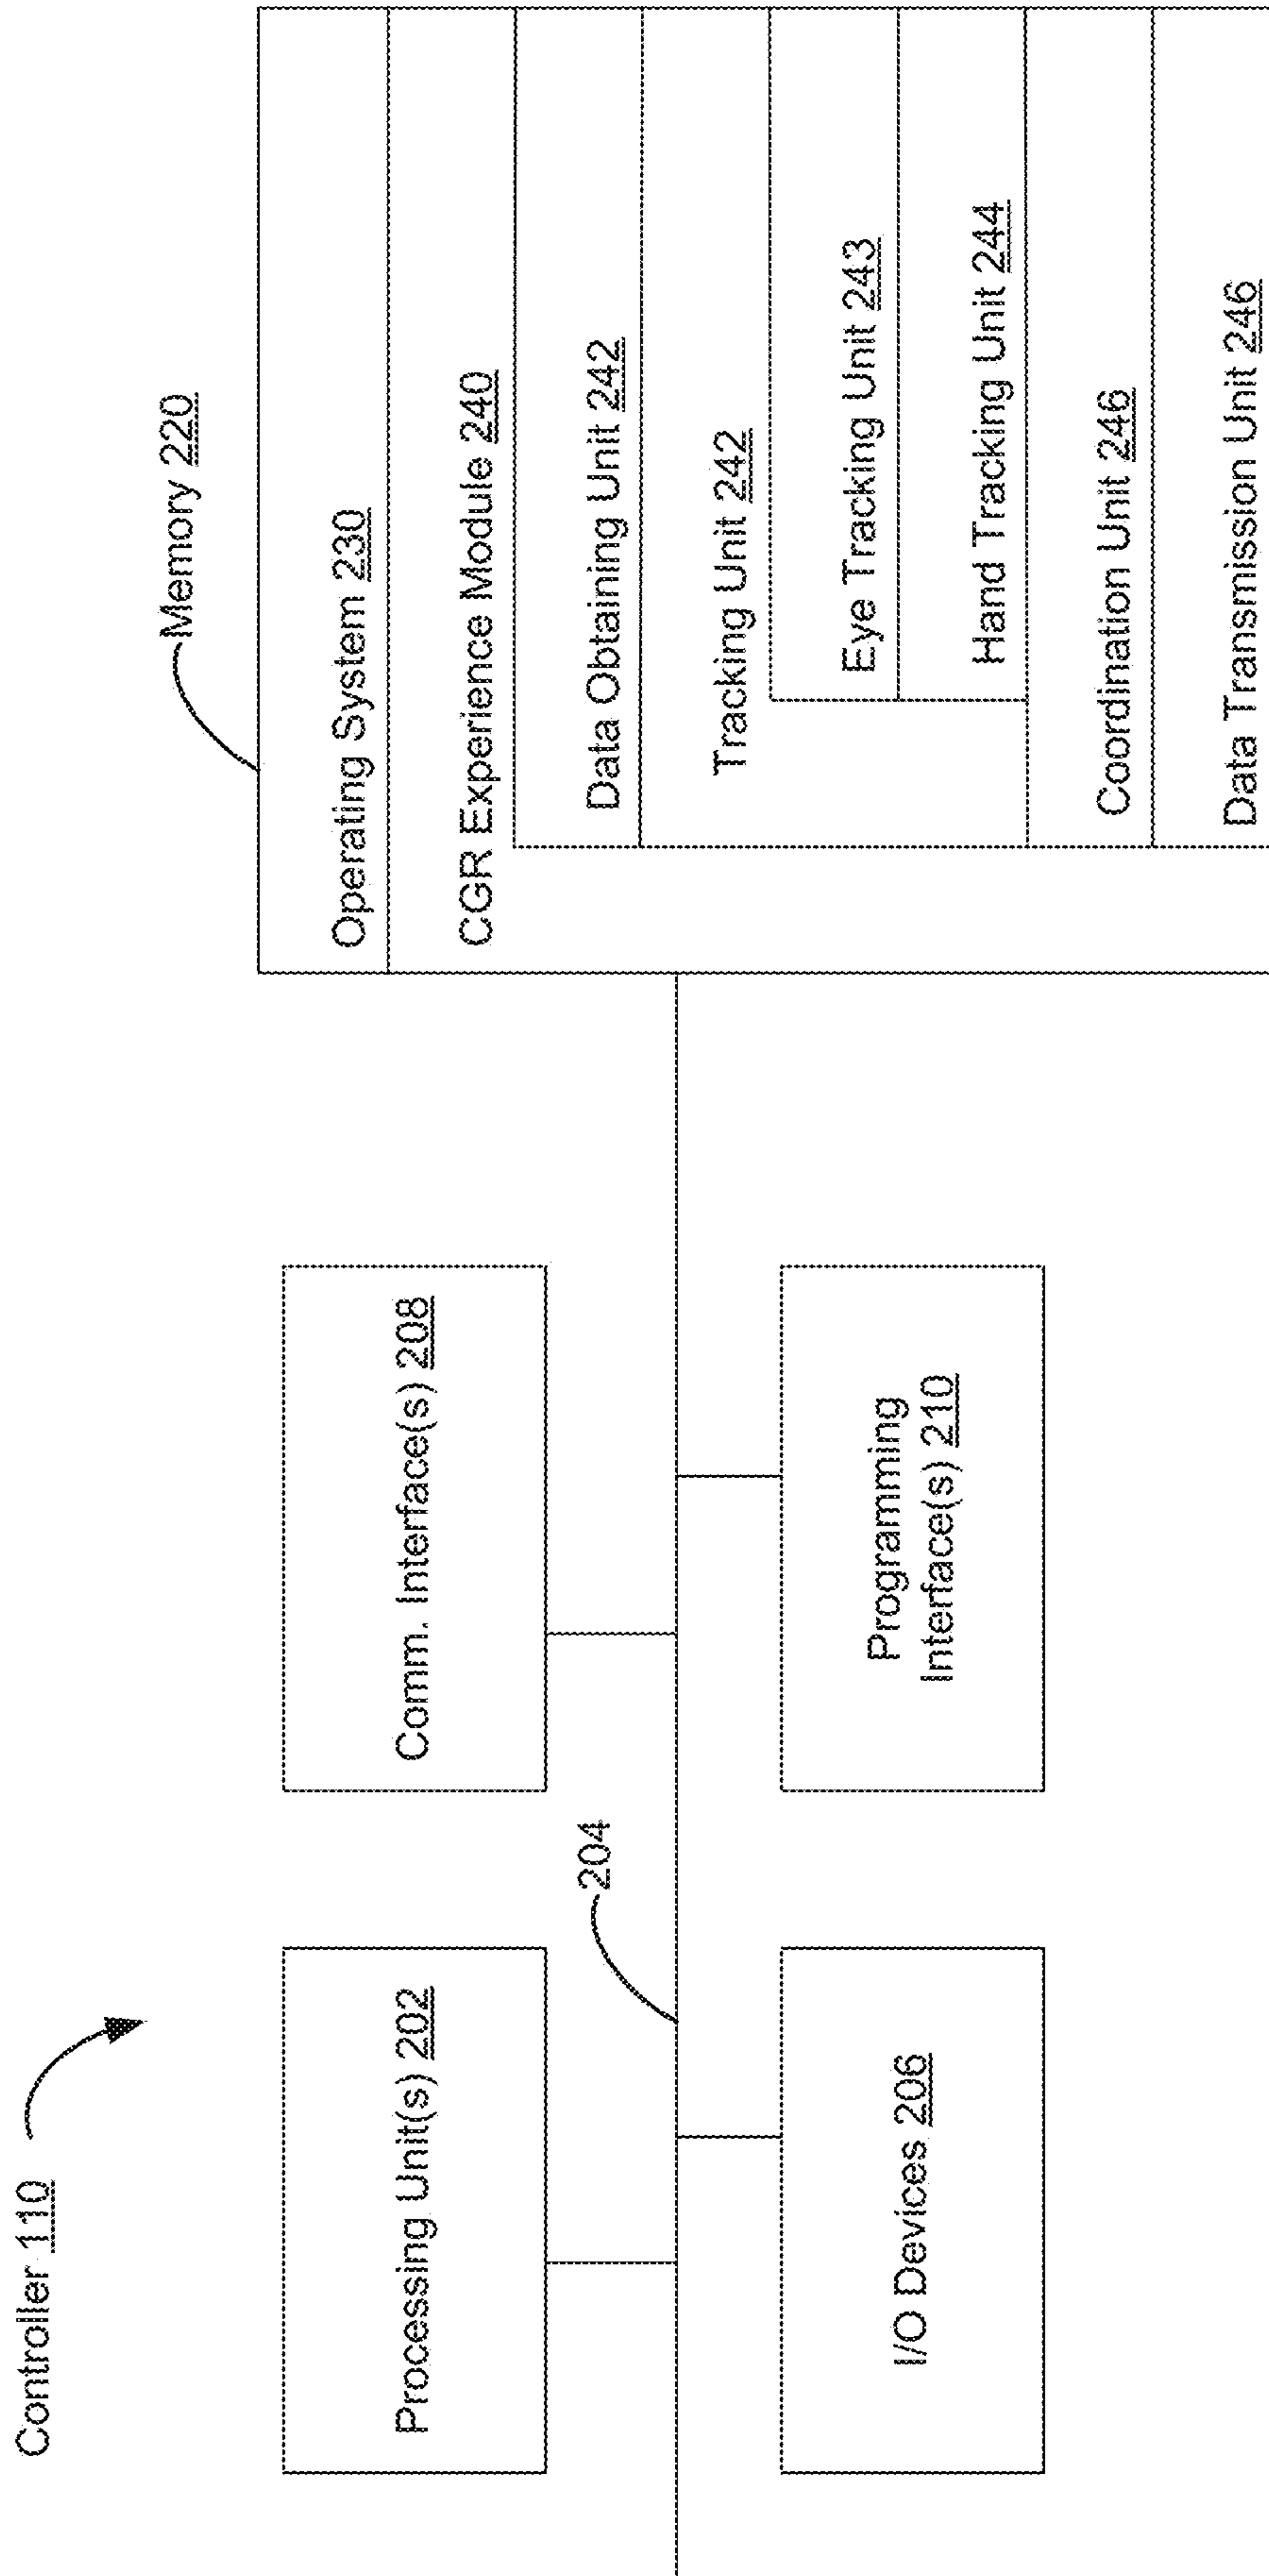 Controller 110
Memory 220
Processing Unit(s) 202
Comm. Interface(s) 208
204
I/O Devices 206
Programming
Interface(s) 210
Operating System 230
CGR Experience Module 240
Data Obtaining Unit 242
Tracking Unit 242
Eye Tracking Unit 243
Hand Tracking Unit 244
Coordination Unit 246
Data Transmission Unit 246